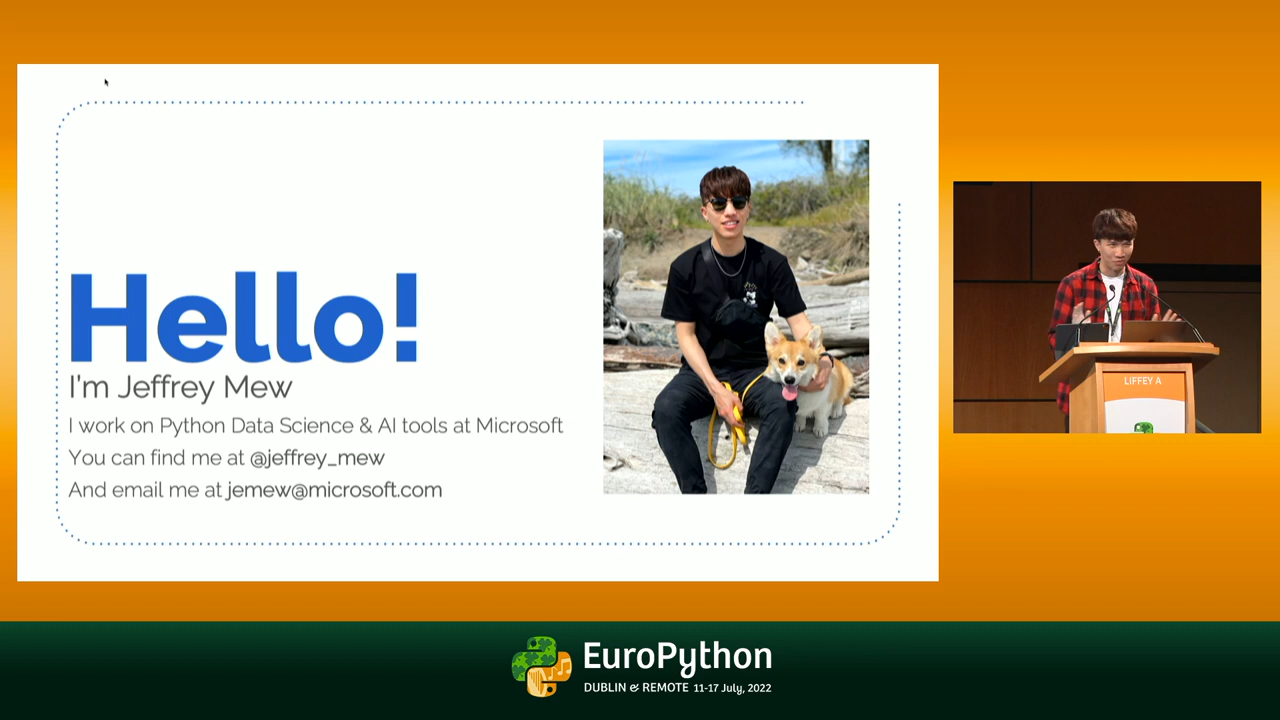 Hello!
I'm Jeffrey Mew
I work on Python Data Science & AI tools at Microsoft
You can find me at @jeffrey_mew
And email me at jemew@microsoft.com
LIFFEY A
EuroPython
DUBLIN & REMOTE 11-17 July, 2022